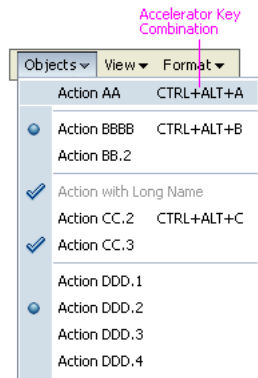 Accelerator Key
Combination
Objects View Format
Action AA CTRL+ALT+A
Action BBBB CTRL+ALT+B
Action BB.2
Action with Long Name
Action CC.2 CTRL+ALT+C
Action CC.3
Action DDD.1
Action DDD.2
Action DDD.3
Action DDD.4